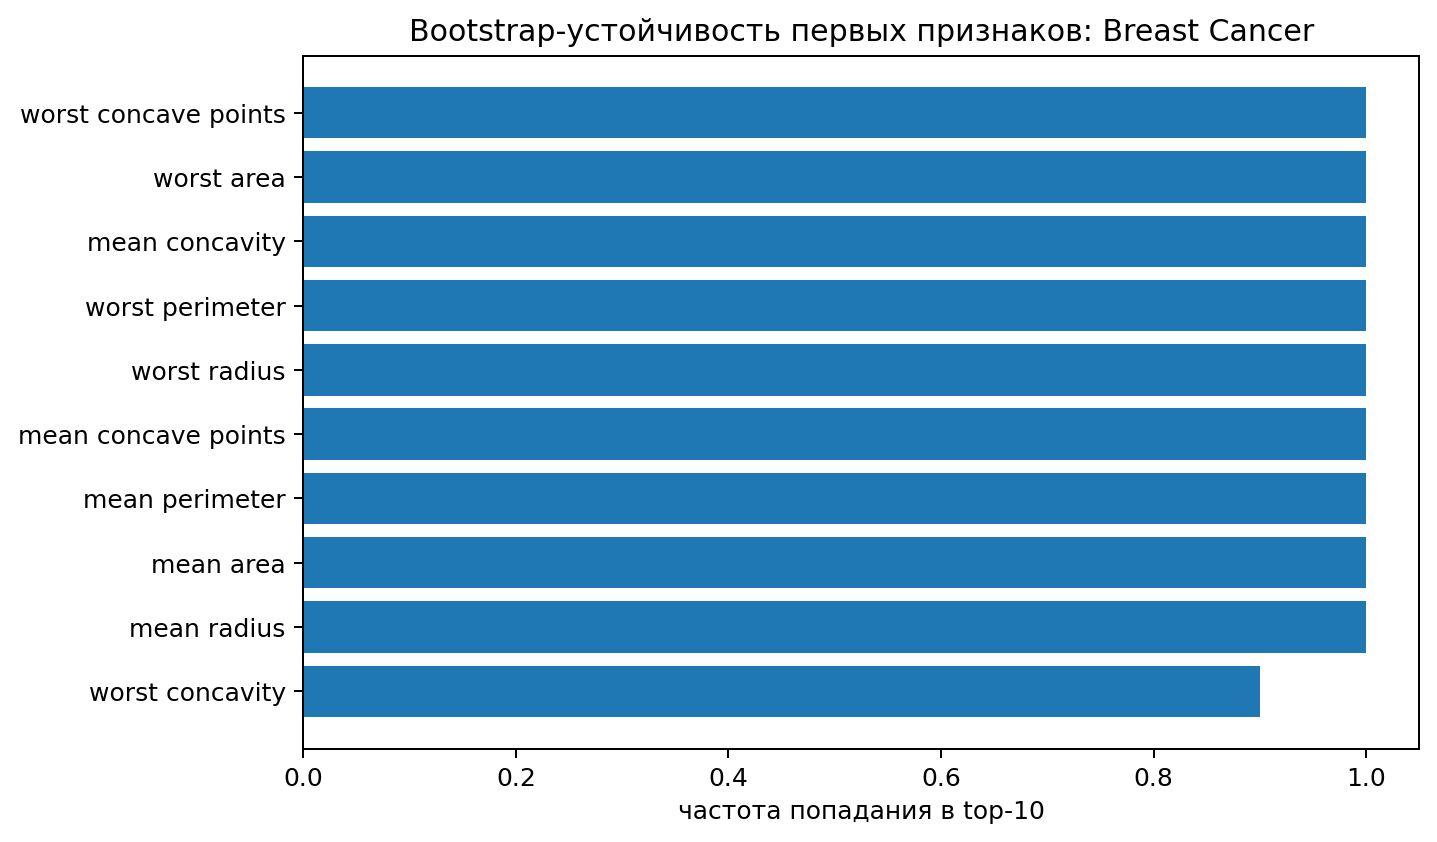 Bootstrap-устойчивость первых признаков: Breast Cancer
worst concave points
worst area
mean concavity
worst perimeter
worst radius
mean concave points
mean perimeter
mean area
mean radius
worst concavity
0.0 0.2 0.4 0.6 0.8 1.0
частота попадания в top-10